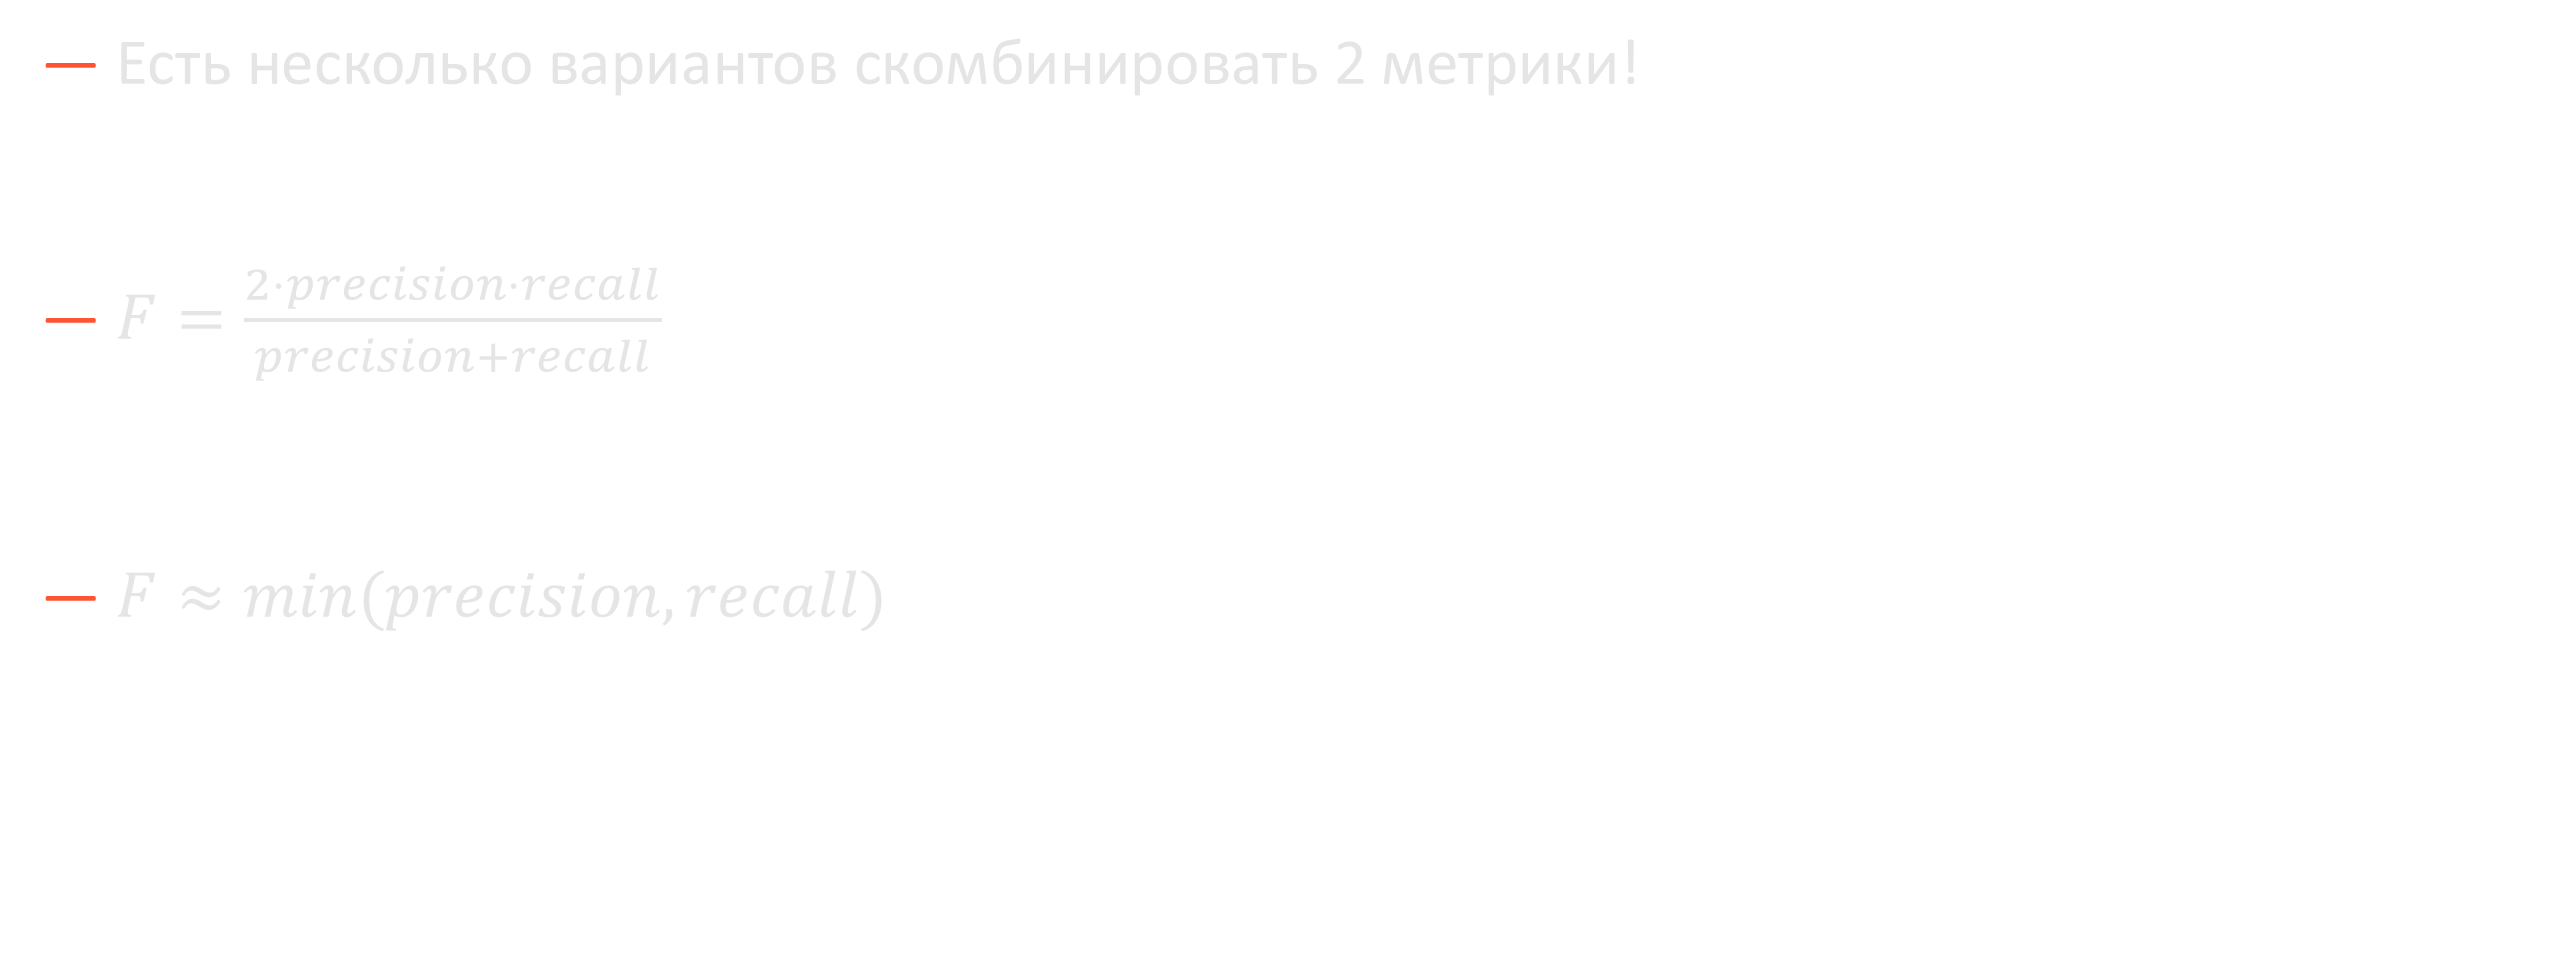 — Есть несколько вариантов скомбинировать 2 метрики!
— F = 2·precision·recall / precision+recall
— F ≈ min(precision, recall)